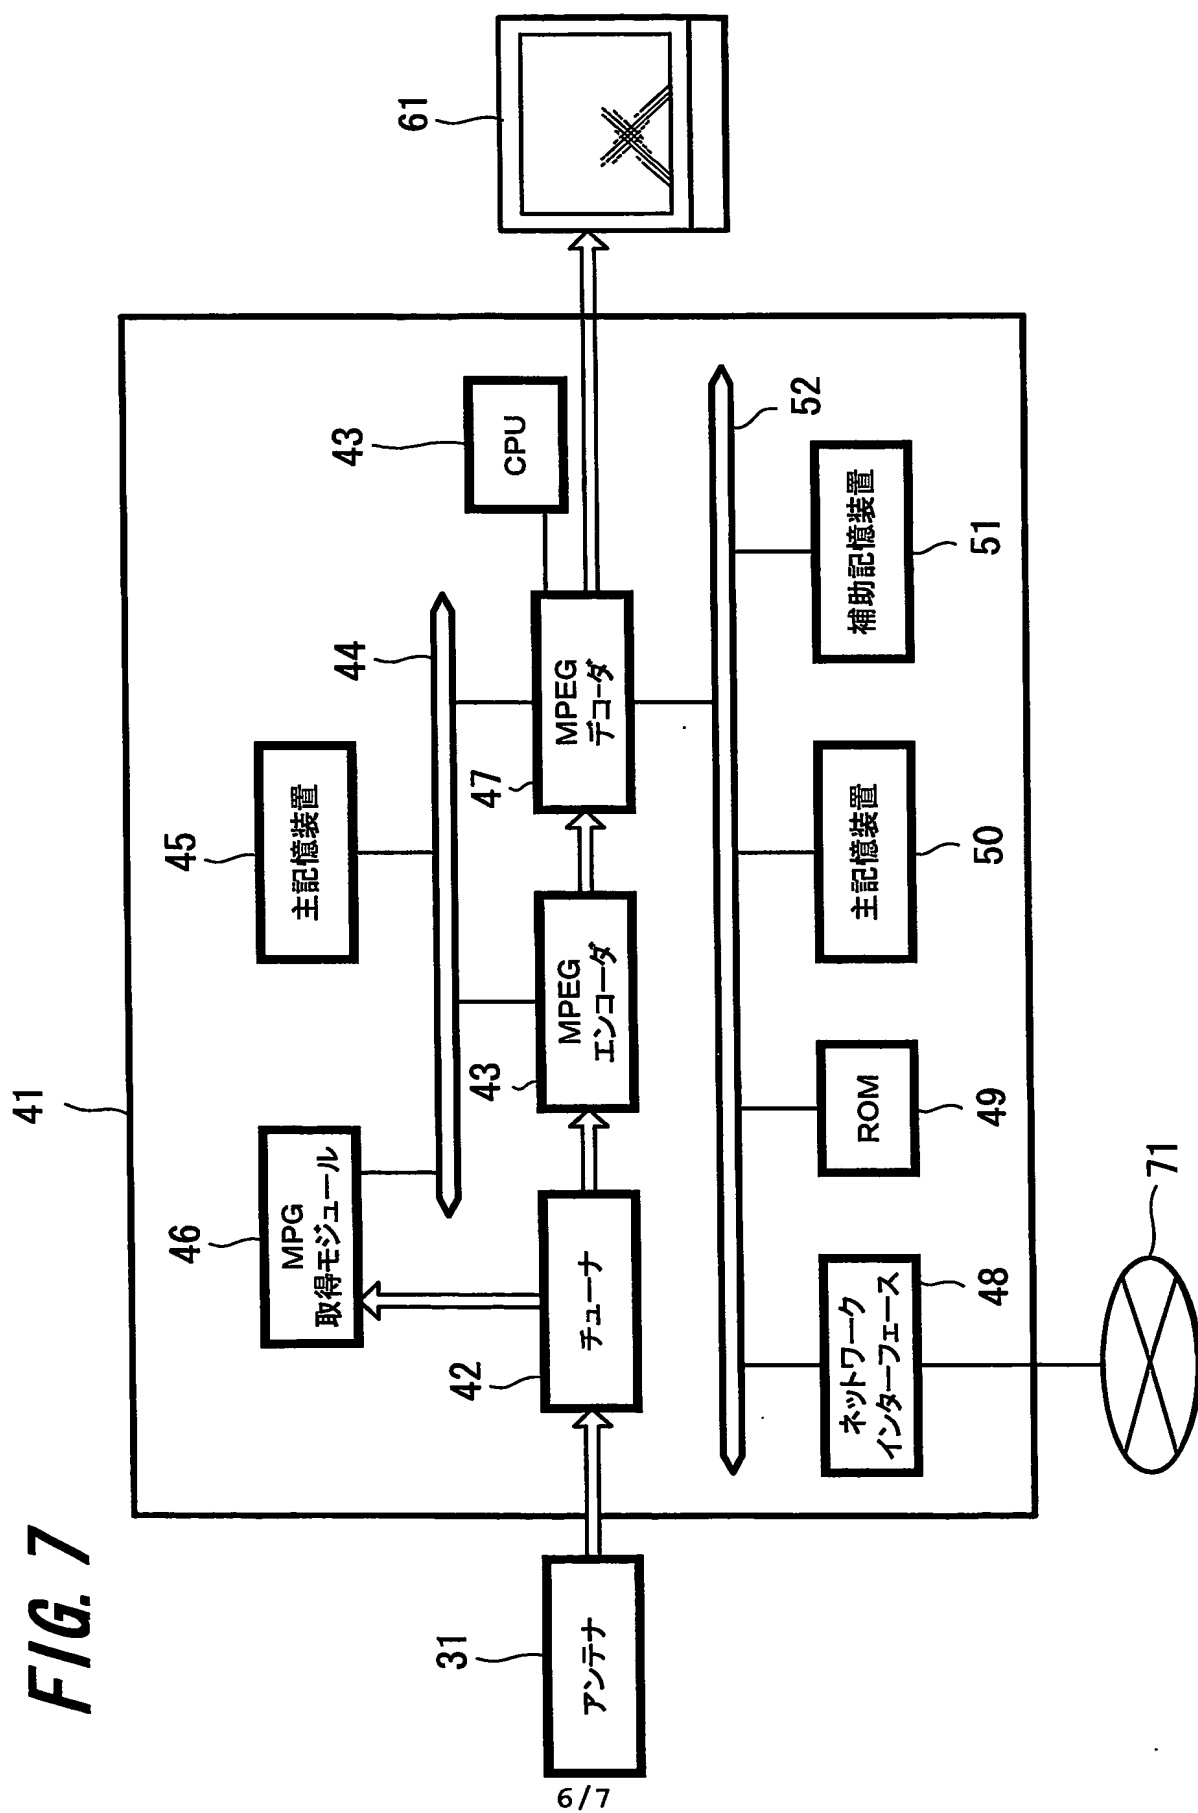 FIG. 7
41
46
MPG
取得モジュール
45
主記憶装置
44
43
CPU
61
31
アンテナ
42
チューナ
43
MPEG
エンコーダ
47
MPEG
デコーダ
52
ネットワーク
インターフェース
48
ROM
49
主記憶装置
50
補助記憶装置
51
71
6/7